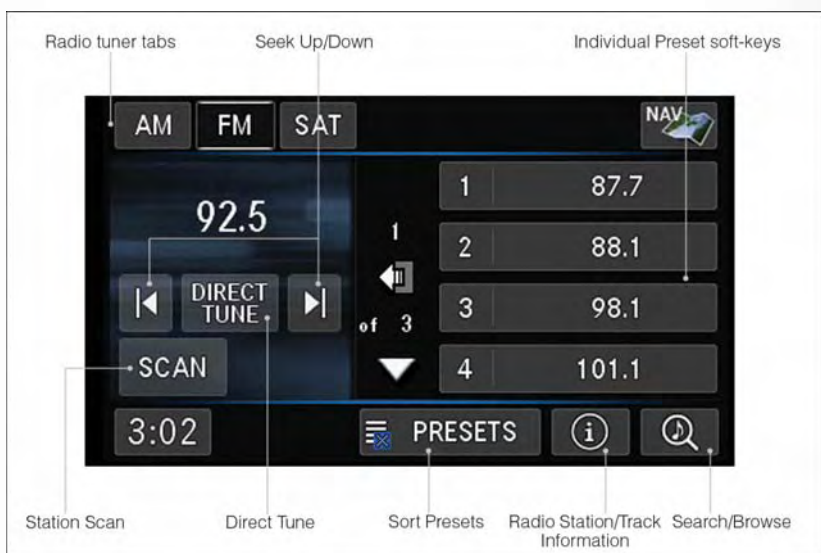 Radio tuner tabs
Seek Up/Down
Individual Preset soft-keys
AM
FM
SAT
NAV
92.5
DIRECT
TUNE
SCAN
1
of 3
1 87.7
2 88.1
3 98.1
4 101.1
3:02
PRESETS
i
Station Scan
Direct Tune
Sort Presets
Radio Station/Track
Information
Search/Browse